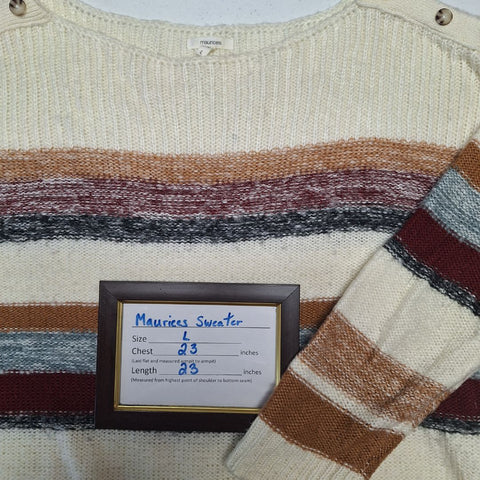 maurices
L
Maurices Sweater
Size L
Chest 23 inches
(Laid flat and measured armpit to armpit)
Length 23 inches
(Measured from highest point of shoulder to bottom seam)